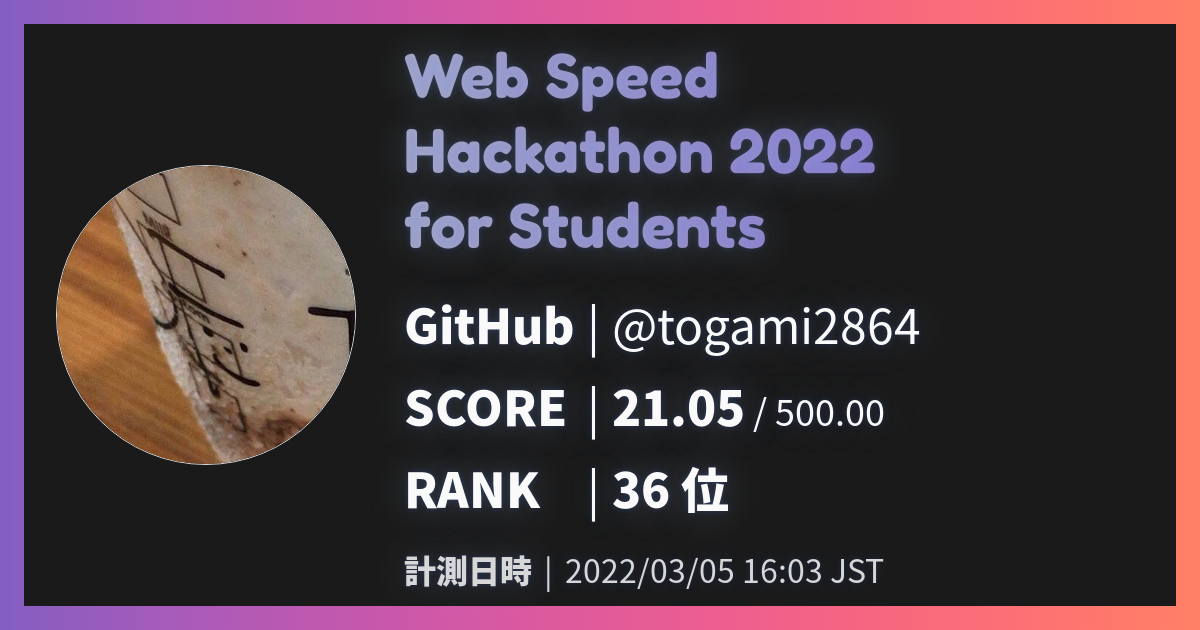 Web Speed
Hackathon 2022
for Students
GitHub | @togami2864
SCORE | 21.05 / 500.00
RANK | 36 位
計測日時 | 2022/03/05 16:03 JST